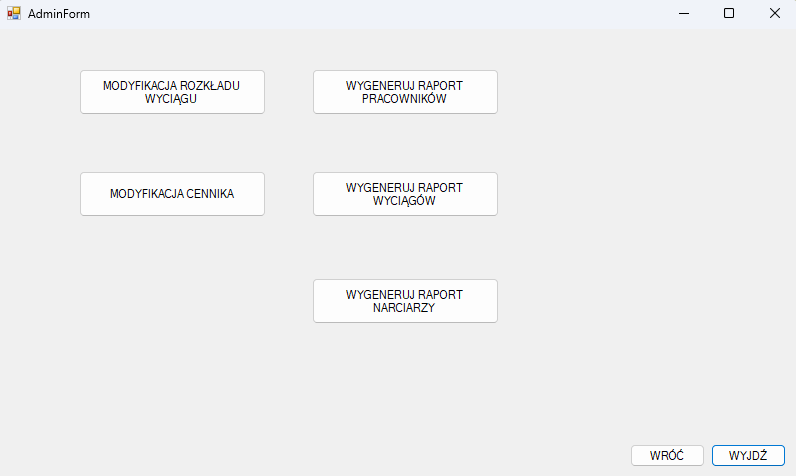 AdminForm
MODYFIKACJA ROZKŁADU
WYCIĄGU
WYGENERUJ RAPORT
PRACOWNIKÓW
MODYFIKACJA CENNIKA
WYGENERUJ RAPORT
WYCIĄGÓW
WYGENERUJ RAPORT
NARCIARZY
WRÓĆ
WYJDŹ